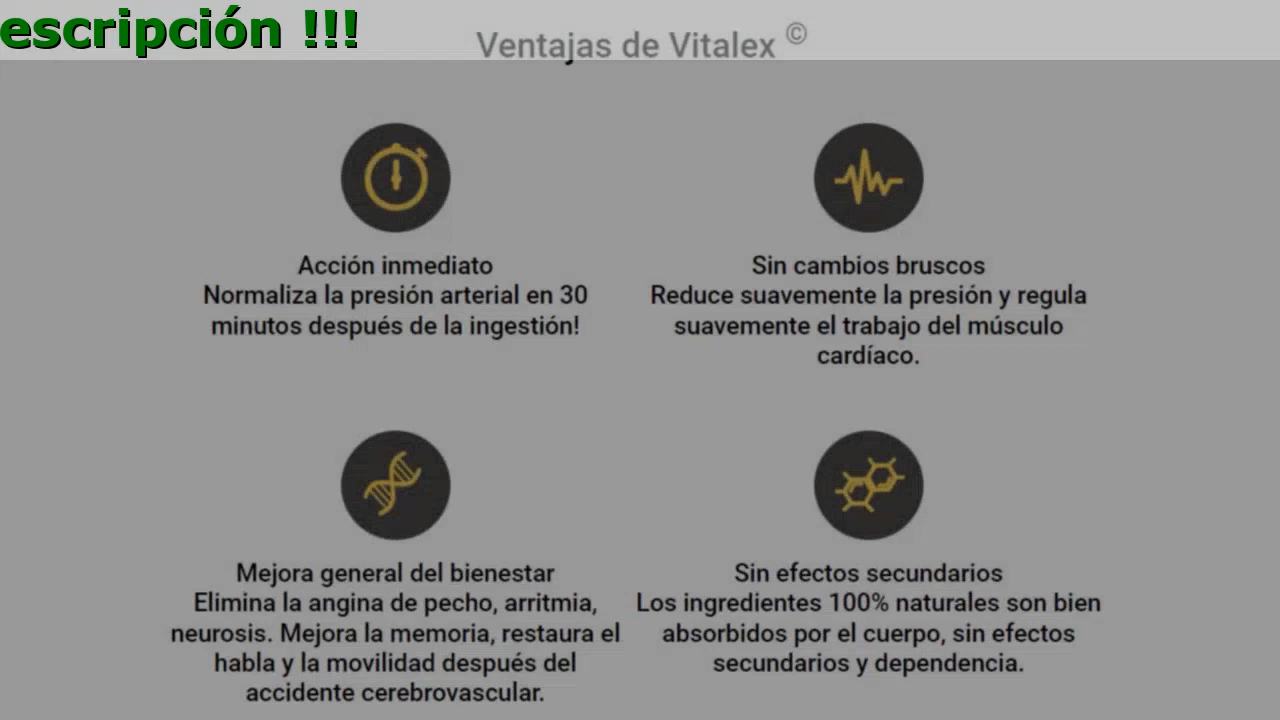 escripción !!!
Ventajas de Vitalex ©
Acción inmediato
Normaliza la presión arterial en 30
minutos después de la ingestión!
Sin cambios bruscos
Reduce suavemente la presión y regula
suavemente el trabajo del músculo
cardíaco.
Mejora general del bienestar
Elimina la angina de pecho, arritmia,
neurosis. Mejora la memoria, restaura el
habla y la movilidad después del
accidente cerebrovascular.
Sin efectos secundarios
Los ingredientes 100% naturales son bien
absorbidos por el cuerpo, sin efectos
secundarios y dependencia.